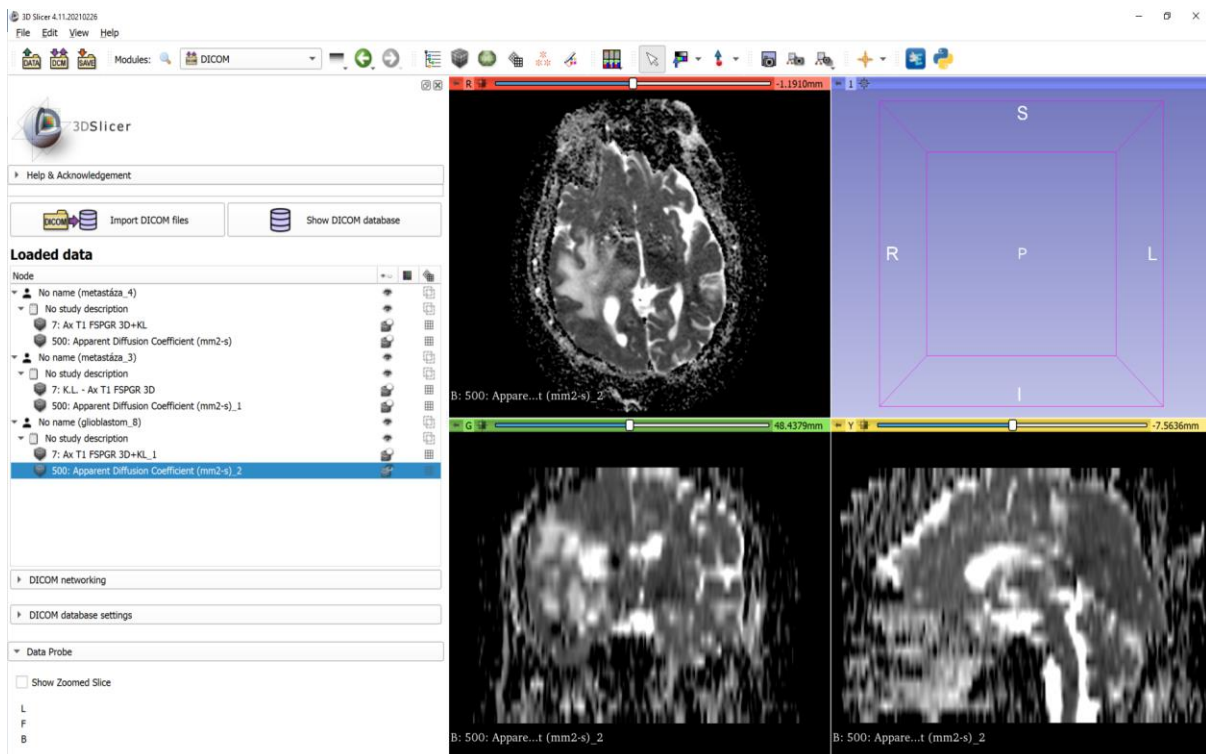 3D Slicer 4.11.20210226
File Edit View Help
DATA DCM SAVE Modules: DICOM
R -1.1910mm 1
3DSlicer
Help & Acknowledgement
DICOM Import DICOM files Show DICOM database
Loaded data
Node
No name (metastáza_4)
No study description
7: Ax T1 FSPGR 3D+KL
500: Apparent Diffusion Coefficient (mm2-s)
No name (metastáza_3)
No study description
7: K.L. - Ax T1 FSPGR 3D
500: Apparent Diffusion Coefficient (mm2-s)_1
No name (glioblastom_8)
No study description
7: Ax T1 FSPGR 3D+KL_1
500: Apparent Diffusion Coefficient (mm2-s)_2
DICOM networking
DICOM database settings
Data Probe
Show Zoomed Slice
L
F
B
B: 500: Appare...t (mm2-s)_2
S
R P L
I
G 48.4379mm
B: 500: Appare...t (mm2-s)_2
Y -7.5636mm
B: 500: Appare...t (mm2-s)_2